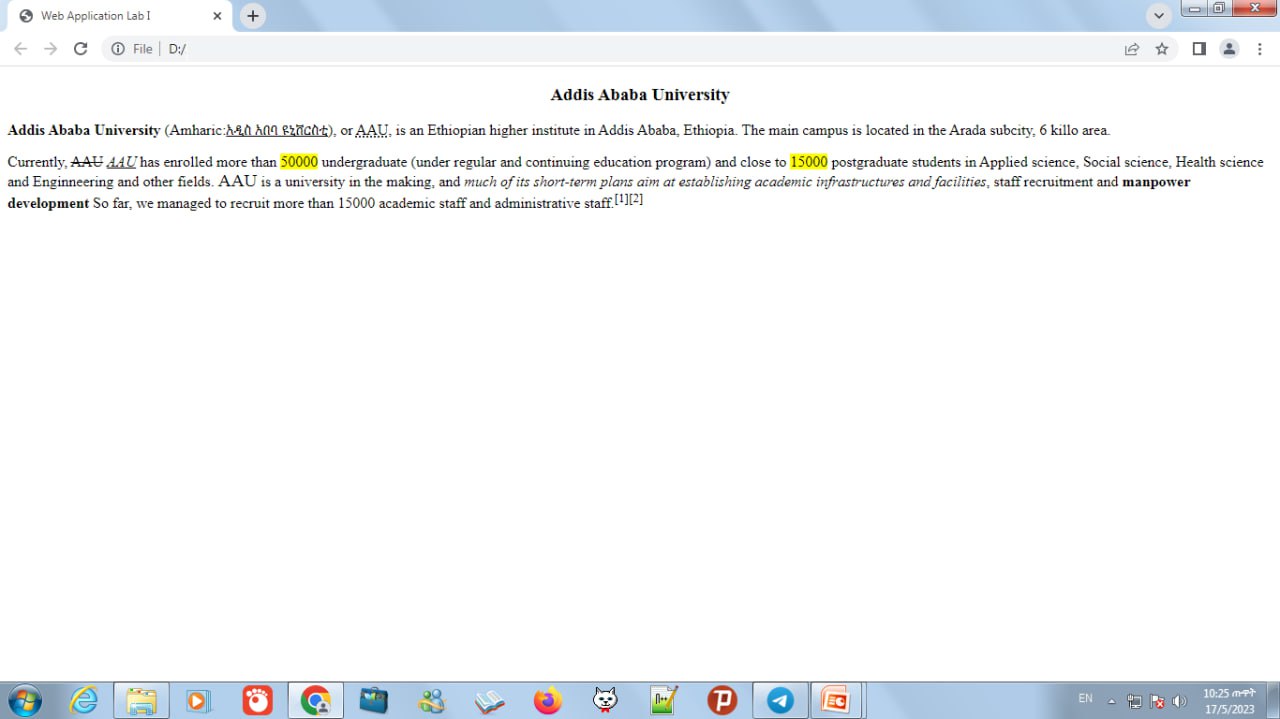 Web Application Lab I
File
D:/
Addis Ababa University
Addis Ababa University (Amharic:አዲስ አበባ ዩኒቨርስቲ), or AAU, is an Ethiopian higher institute in Addis Ababa, Ethiopia. The main campus is located in the Arada subcity, 6 killo area.
Currently, AAU AAU has enrolled more than 50000 undergraduate (under regular and continuing education program) and close to 15000 postgraduate students in Applied science, Social science, Health science
and Enginneering and other fields. AAU is a university in the making, and much of its short-term plans aim at establishing academic infrastructures and facilities, staff recruitment and manpower
development So far, we managed to recruit more than 15000 academic staff and administrative staff.[1][2]
EN
10:25 ጡዋት
17/5/2023